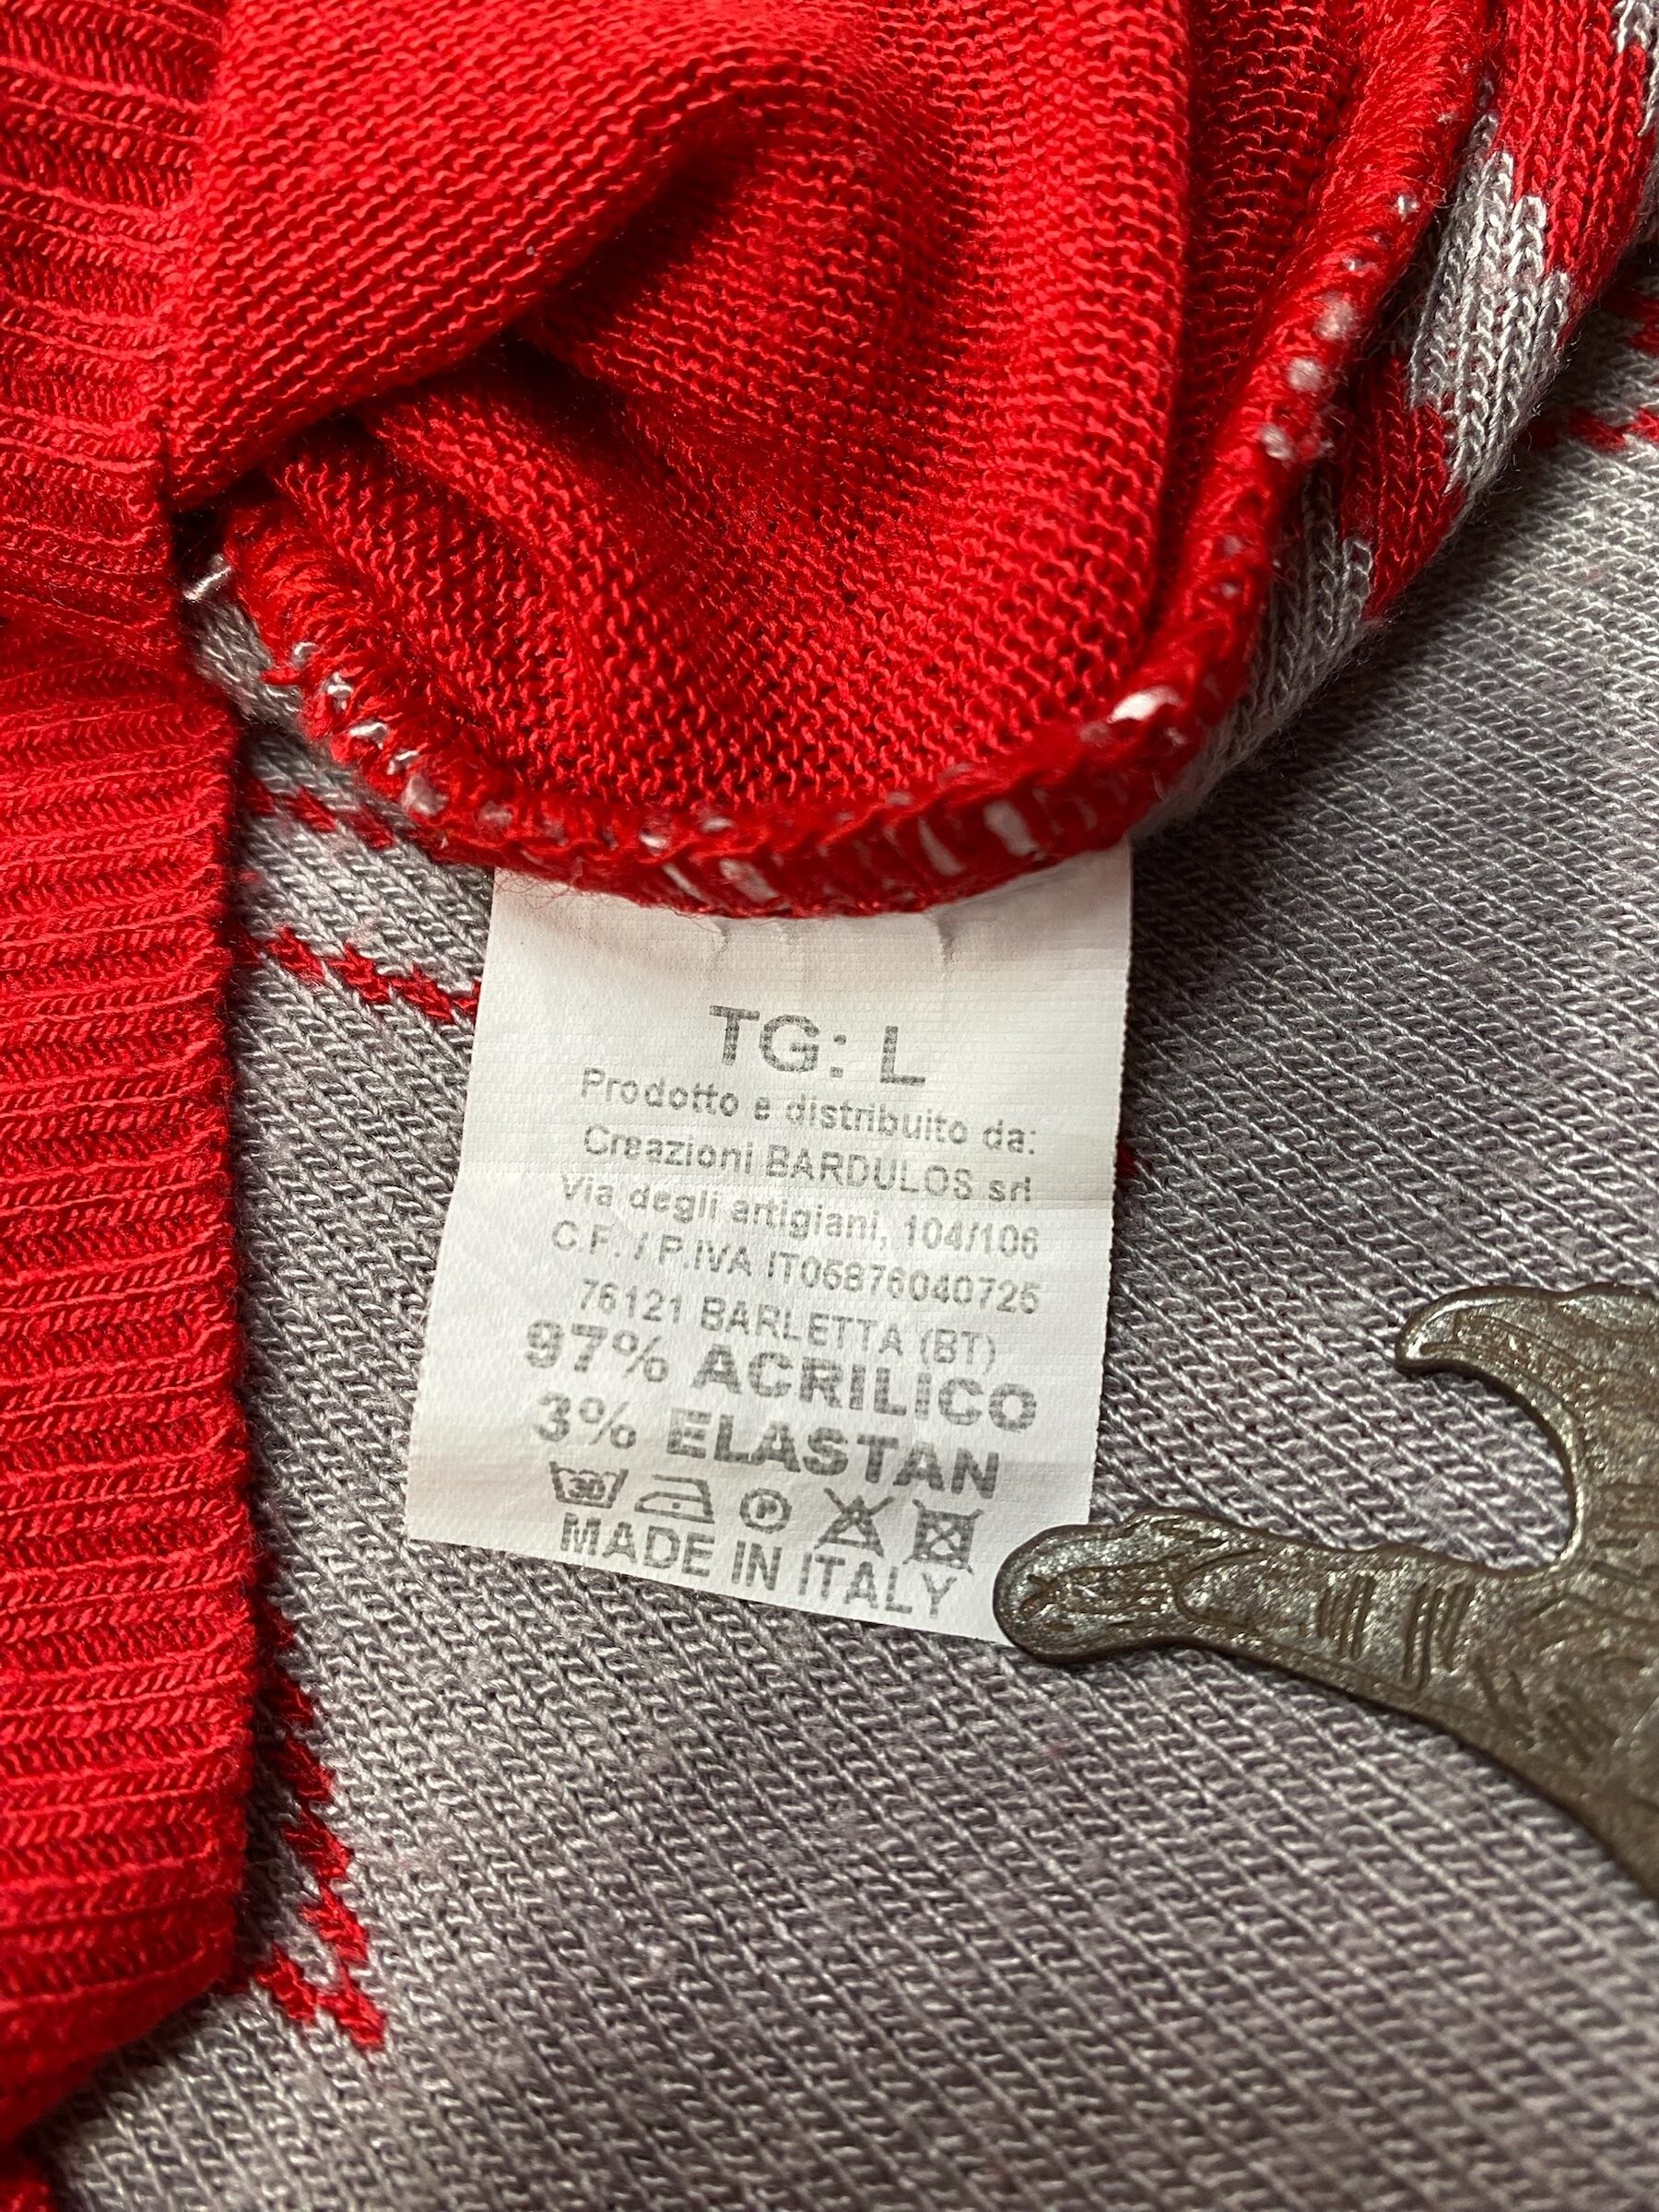 TG: L
Prodotto e distribuito da:
Creazioni BARDULOS srl
Via degli artigiani, 104/106
C.F. / P.IVA IT06876040725
76121 BARLETTA (BT)
97% ACRILICO
3% ELASTAN
30 P
MADE IN ITALY